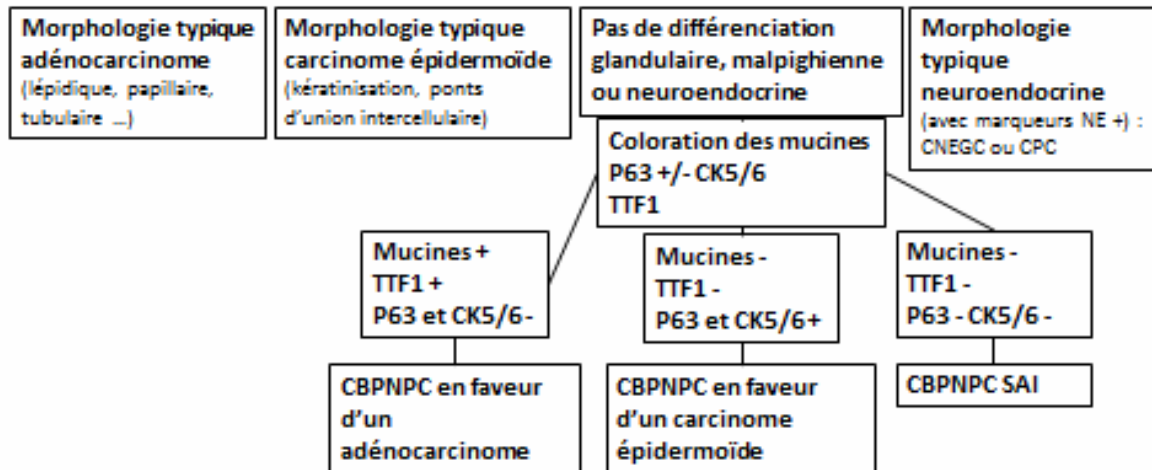 Morphologie typique
adénocarcinome
(lépidique, papillaire,
tubulaire ...)
Morphologie typique
carcinome épidermoïde
(kératinisation, ponts
d'union intercellulaire)
Pas de différenciation
glandulaire, malpighienne
ou neuroendocrine
Morphologie
typique
neuroendocrine
(avec marqueurs NE +) :
CNEGC ou CPC
Coloration des mucines
P63 +/- CK5/6
TTF1
Mucines +
TTF1 +
P63 et CK5/6 -
Mucines -
TTF1 -
P63 et CK5/6+
Mucines -
TTF1 -
P63 - CK5/6 -
CBPNPC en faveur
d'un
adénocarcinome
CBPNPC en faveur
d'un carcinome
épidermoïde
CBPNPC SAI